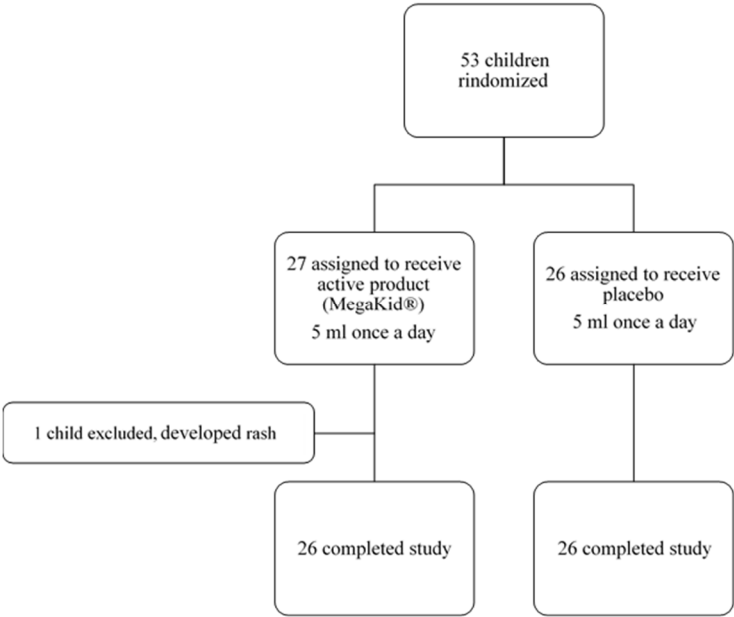 53 children
rindomized
27 assigned to receive
active product
(MegaKid®)
5 ml once a day
26 assigned to receive
placebo
5 ml once a day
1 child excluded, developed rash
26 completed study
26 completed study